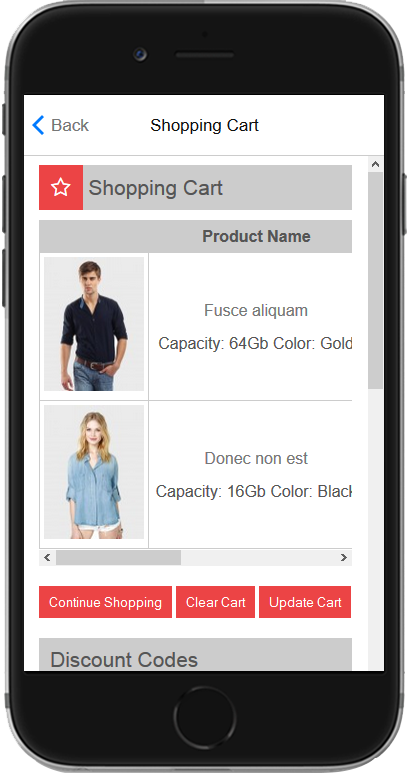 Back
Shopping Cart
Shopping Cart
Product Name
Fusce aliquam
Capacity: 64Gb Color: Gold
Donec non est
Capacity: 16Gb Color: Black
Continue Shopping
Clear Cart
Update Cart
Discount Codes